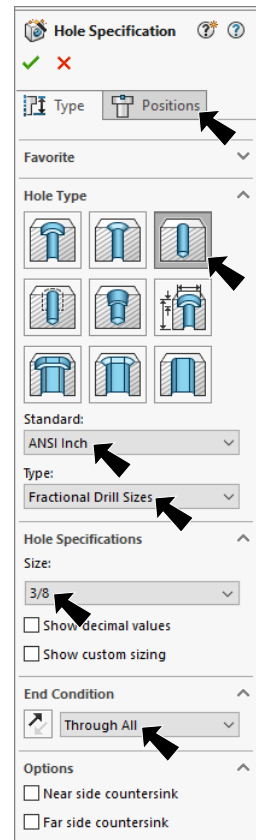 Hole Specification
Type Positions
Favorite
Hole Type
Standard:
ANSI Inch
Type:
Fractional Drill Sizes
Hole Specifications
Size:
3/8
Show decimal values
Show custom sizing
End Condition
Through All
Options
Near side countersink
Far side countersink